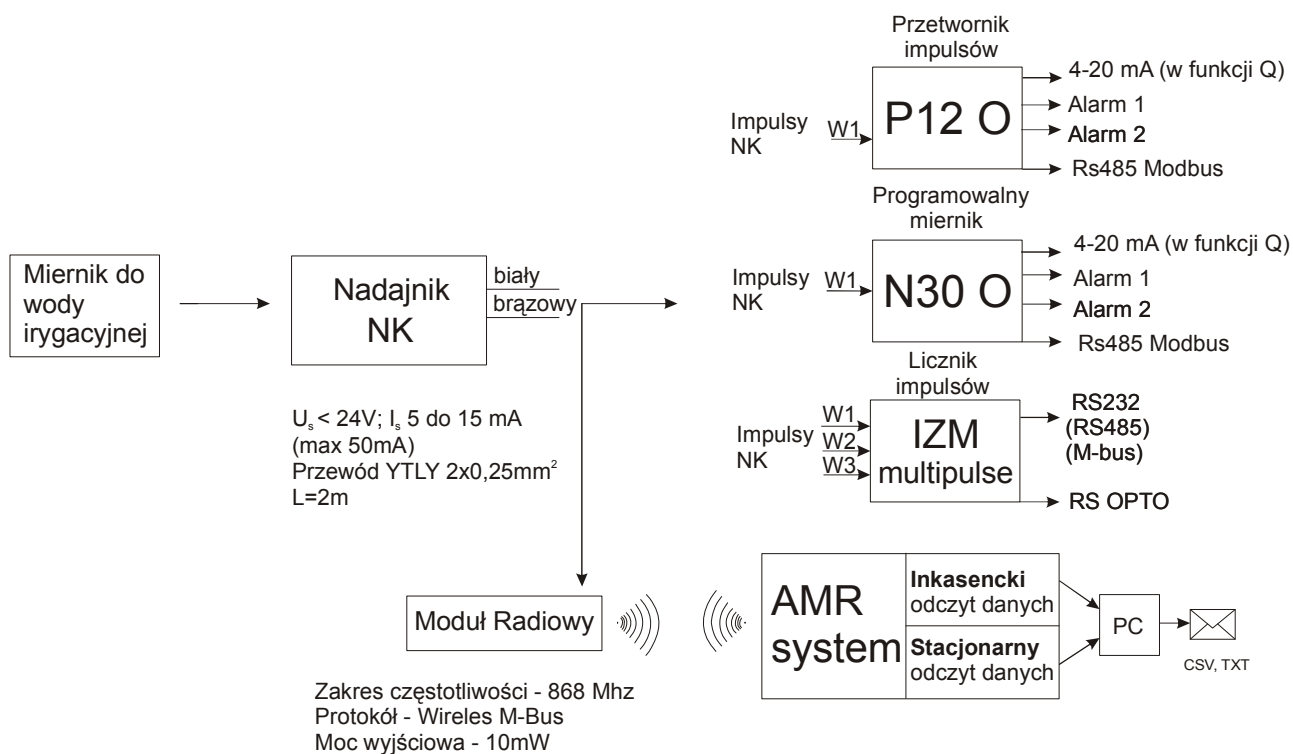 Przetwornik
impulsów
Impulsy
NK
W1
P12 O
4-20 mA (w funkcji Q)
Alarm 1
Alarm 2
Rs485 Modbus
Programowalny
miernik
Impulsy
NK
W1
N30 O
4-20 mA (w funkcji Q)
Alarm 1
Alarm 2
Rs485 Modbus
Miernik do
wody
irygacyjnej
Nadajnik
NK
biały
brązowy
Us < 24V; Is 5 do 15 mA
(max 50mA)
Przewód YTLY 2x0,25mm²
L=2m
Licznik
impulsów
Impulsy
NK
W1
W2
W3
IZM
multipulse
RS232
(RS485)
(M-bus)
RS OPTO
Moduł Radiowy
Zakres częstotliwości - 868 Mhz
Protokół - Wireles M-Bus
Moc wyjściowa - 10mW
AMR
system
Inkasencki
odczyt danych
Stacjonarny
odczyt danych
PC
CSV, TXT